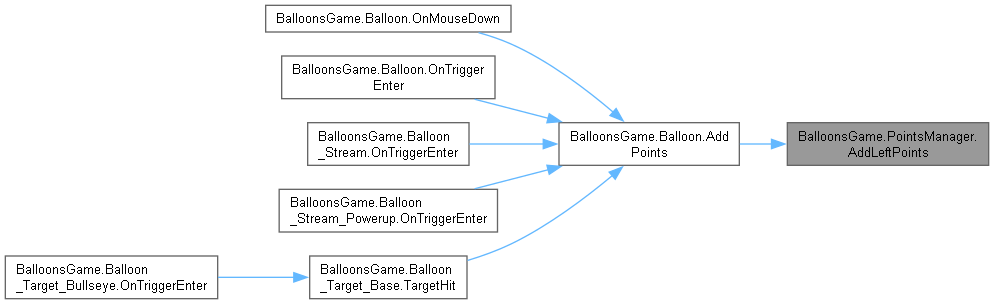 BalloonsGame.Balloon.OnMouseDown
BalloonsGame.Balloon.OnTrigger
Enter
BalloonsGame.Balloon
_Stream.OnTriggerEnter
BalloonsGame.Balloon.Add
Points
BalloonsGame.PointsManager.
AddLeftPoints
BalloonsGame.Balloon
_Stream_Powerup.OnTriggerEnter
BalloonsGame.Balloon
_Target_Bullseye.OnTriggerEnter
BalloonsGame.Balloon
_Target_Base.TargetHit